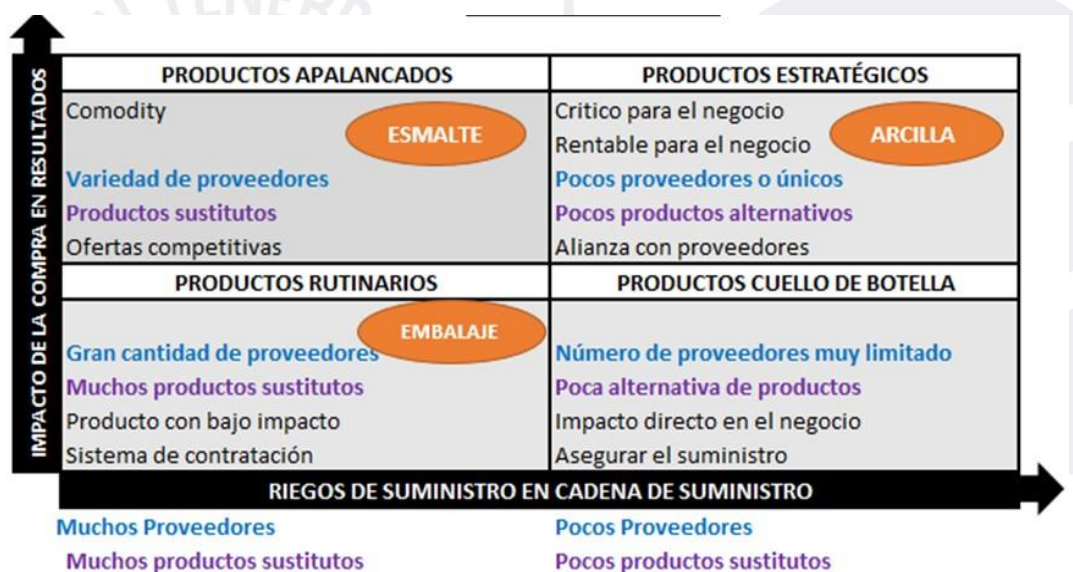 TENERA
IMPACTO DE LA COMPRA EN RESULTADOS
PRODUCTOS APALANCADOS
Comodity
ESMALTE
Variedad de proveedores
Productos sustitutos
Ofertas competitivas
PRODUCTOS ESTRATÉGICOS
Critico para el negocio
Rentable para el negocio
ARCILLA
Pocos proveedores o únicos
Pocos productos alternativos
Alianza con proveedores
PRODUCTOS RUTINARIOS
EMBALAJE
Gran cantidad de proveedores
Muchos productos sustitutos
Producto con bajo impacto
Sistema de contratación
PRODUCTOS CUELLO DE BOTELLA
Número de proveedores muy limitado
Poca alternativa de productos
Impacto directo en el negocio
Asegurar el suministro
RIEGOS DE SUMINISTRO EN CADENA DE SUMINISTRO
Muchos Proveedores
Muchos productos sustitutos
Pocos Proveedores
Pocos productos sustitutos